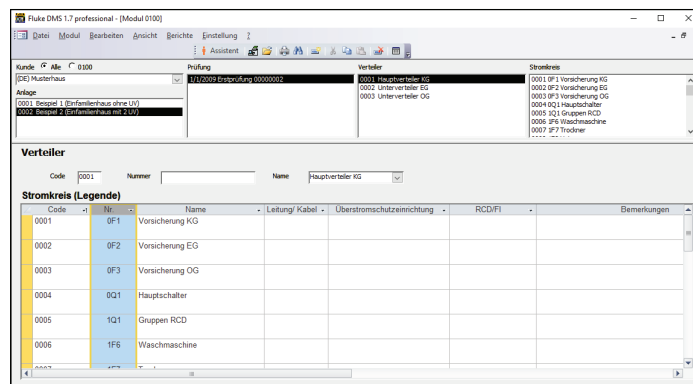 Fluke DMS 1.7 professional - [Modul 0100]
Datei Modul Bearbeiten Ansicht Berichte Einstellung ?
Assistent
Kunde Alle 0100
(DE) Musterhaus
Anlage
0001 Beispiel 1 (Einfamilienhaus ohne UV)
0002 Beispiel 2 (Einfamilienhaus mit 2 UV)
Prüfung
1/1/2009 Erstprüfung 00000002
Verteiler
0001 Hauptverteiler KG
0002 Unterverteiler EG
0003 Unterverteiler OG
Stromkreis
0001 0F1 Vorsicherung KG
0002 0F2 Vorsicherung EG
0003 0F3 Vorsicherung OG
0004 0Q1 Hauptschalter
0005 1Q1 Gruppen RCD
0006 1F6 Waschmaschine
0007 1F7 Trockner
Verteiler
Code 0001 Nummer Name Hauptverteiler KG
Stromkreis (Legende)
Code Nr. Name Leitung/ Kabel Überstromschutzeinrichtung RCD/FI Bemerkungen
0001 0F1 Vorsicherung KG
0002 0F2 Vorsicherung EG
0003 0F3 Vorsicherung OG
0004 0Q1 Hauptschalter
0005 1Q1 Gruppen RCD
0006 1F6 Waschmaschine